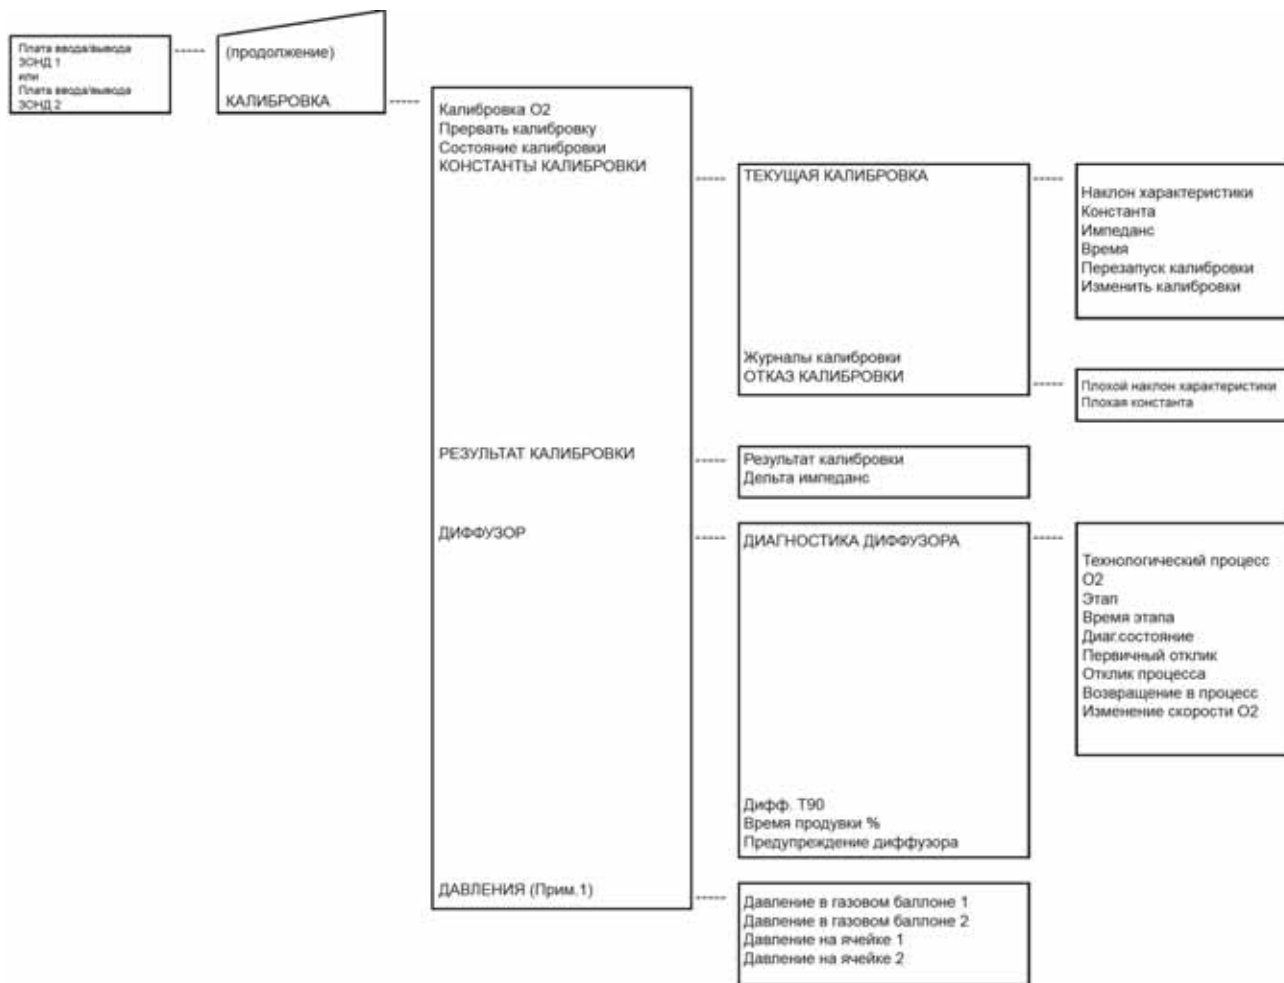 Плата ввода/вывода
ЗОНД 1
или
Плата ввода/вывода
ЗОНД 2
(продолжение)
КАЛИБРОВКА
Калибровка О2
Прервать калибровку
Состояние калибровки
КОНСТАНТЫ КАЛИБРОВКИ
РЕЗУЛЬТАТ КАЛИБРОВКИ
ДИФФУЗОР
ДАВЛЕНИЯ (Прим.1)
ТЕКУЩАЯ КАЛИБРОВКА
Журналы калибровки
ОТКАЗ КАЛИБРОВКИ
Наклон характеристики
Константа
Импеданс
Время
Перезапуск калибровки
Изменить калибровки
Плохой наклон характеристики
Плохая константа
Результат калибровки
Дельта импеданс
ДИАГНОСТИКА ДИФФУЗОРА
Дифф. Т90
Время продувки %
Предупреждение диффузора
Технологический процесс
О2
Этап
Время этапа
Диаг.состояние
Первичный отклик
Отклик процесса
Возвращение в процесс
Изменение скорости О2
Давление в газовом баллоне 1
Давление в газовом баллоне 2
Давление на ячейке 1
Давление на ячейке 2